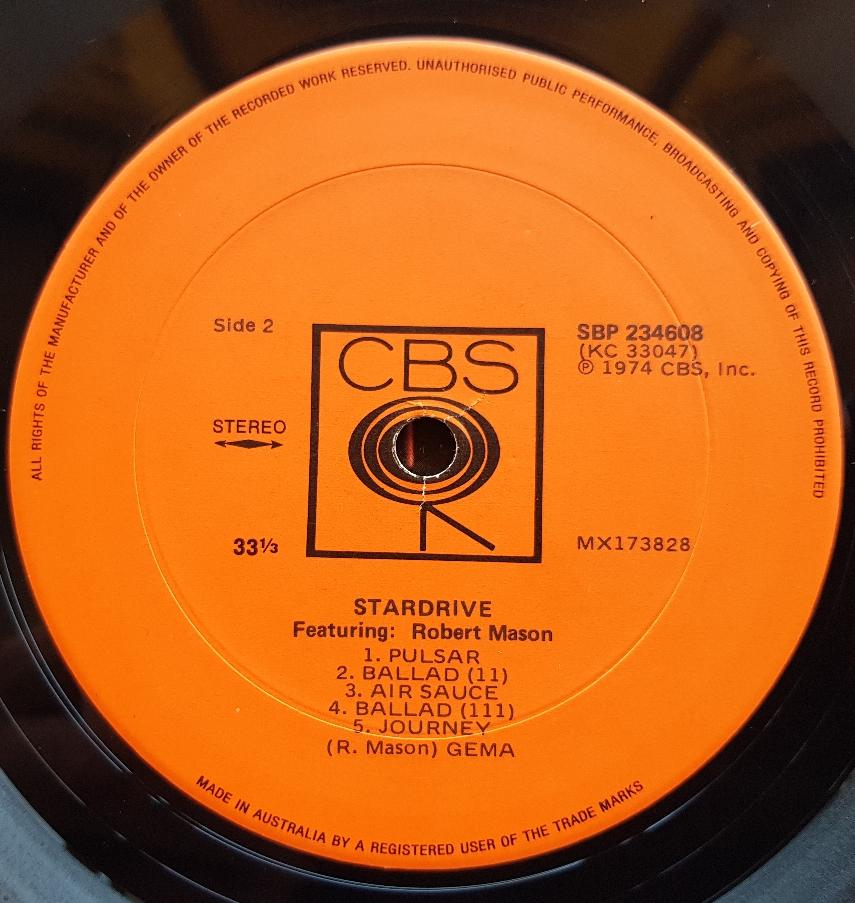 ALL RIGHTS OF THE MANUFACTURER AND OF THE OWNER OF THE RECORDED WORK RESERVED. UNAUTHORISED PUBLIC PERFORMANCE, BROADCASTING AND COPYING OF THIS RECORD PROHIBITED
Side 2
CBS
SBP 234608
(KC 33047)
℗ 1974 CBS, Inc.
STEREO
33⅓
MX173828
STARDRIVE
Featuring: Robert Mason
1. PULSAR
2. BALLAD (11)
3. AIR SAUCE
4. BALLAD (111)
5. JOURNEY
(R. Mason) GEMA
MADE IN AUSTRALIA BY A REGISTERED USER OF THE TRADE MARKS